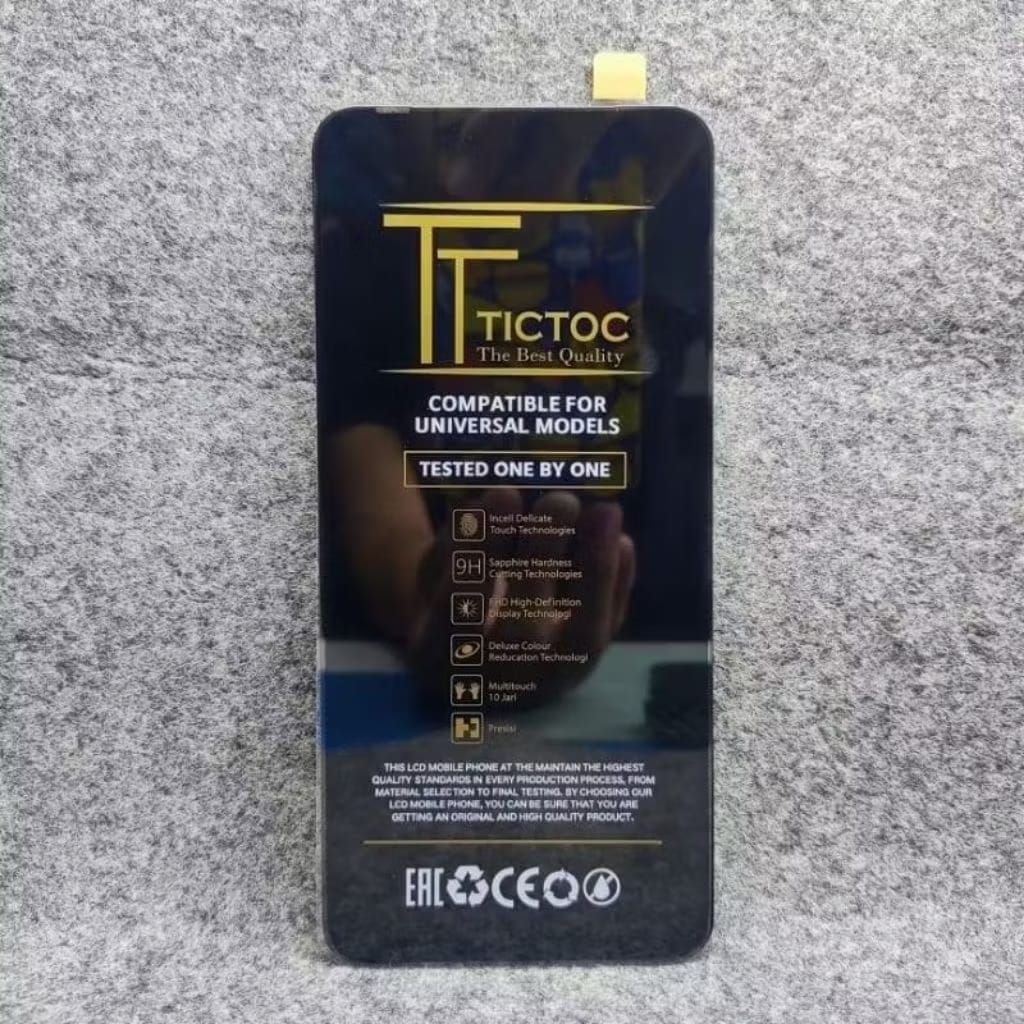 TT
TICTOC
The Best Quality
COMPATIBLE FOR
UNIVERSAL MODELS
TESTED ONE BY ONE
Incell Delicate
Touch Technologies
9H
Sapphire Hardness
Cutting Technologies
FHD High-Definition
Display Technologi
Deluxe Colour
Reducation Technologi
Multitouch
10 Jari
Presisi
THIS LCD MOBILE PHONE AT THE MAINTAIN THE HIGHEST
QUALITY STANDARDS IN EVERY PRODUCTION PROCESS, FROM
MATERIAL SELECTION TO FINAL TESTING. BY CHOOSING OUR
LCD MOBILE PHONE, YOU CAN BE SURE THAT YOU ARE
GETTING AN ORIGINAL AND HIGH QUALITY PRODUCT.
EAC CE